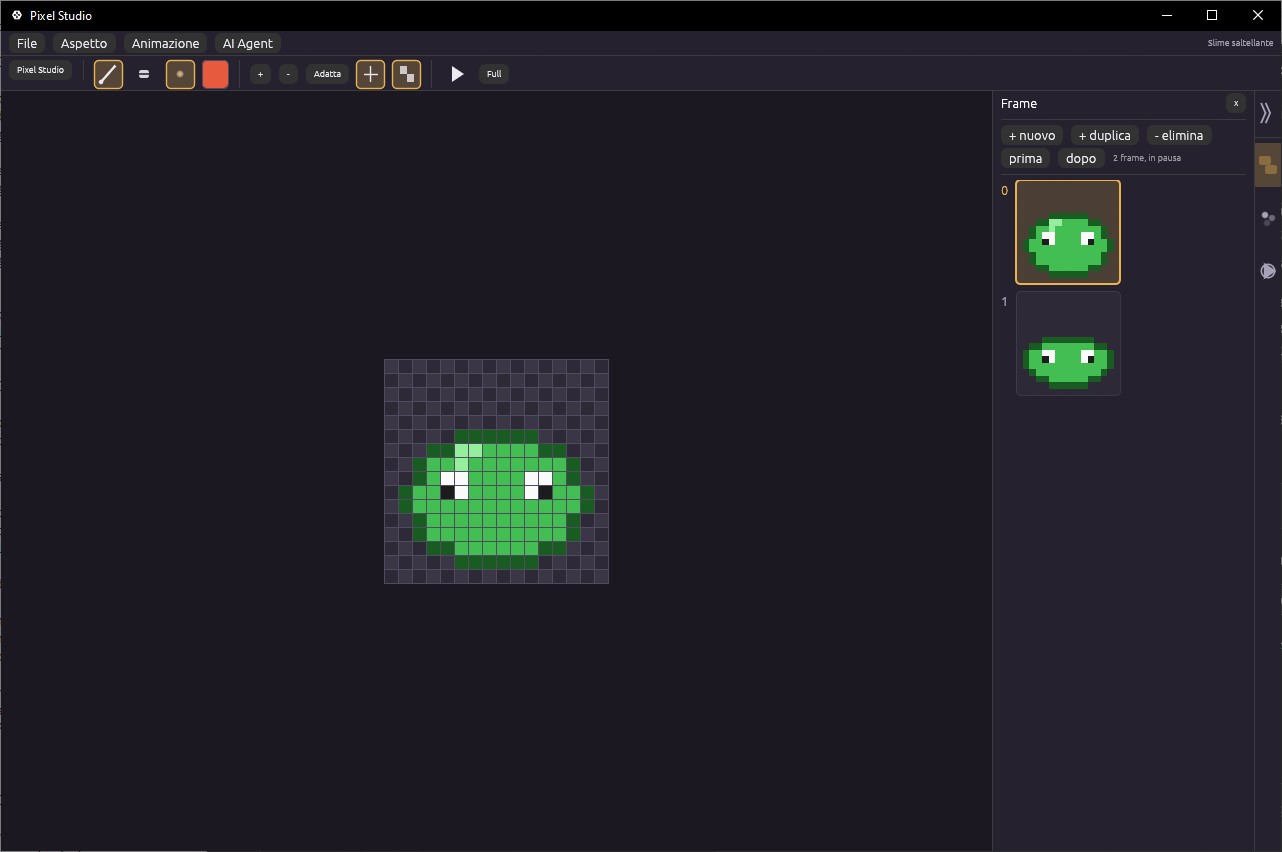 Pixel Studio
File Aspetto Animazione AI Agent Slime saltellante
Pixel Studio + - Adatta Full
Frame x
+ nuovo + duplica - elimina
prima dopo 2 frame, in pausa
0
1